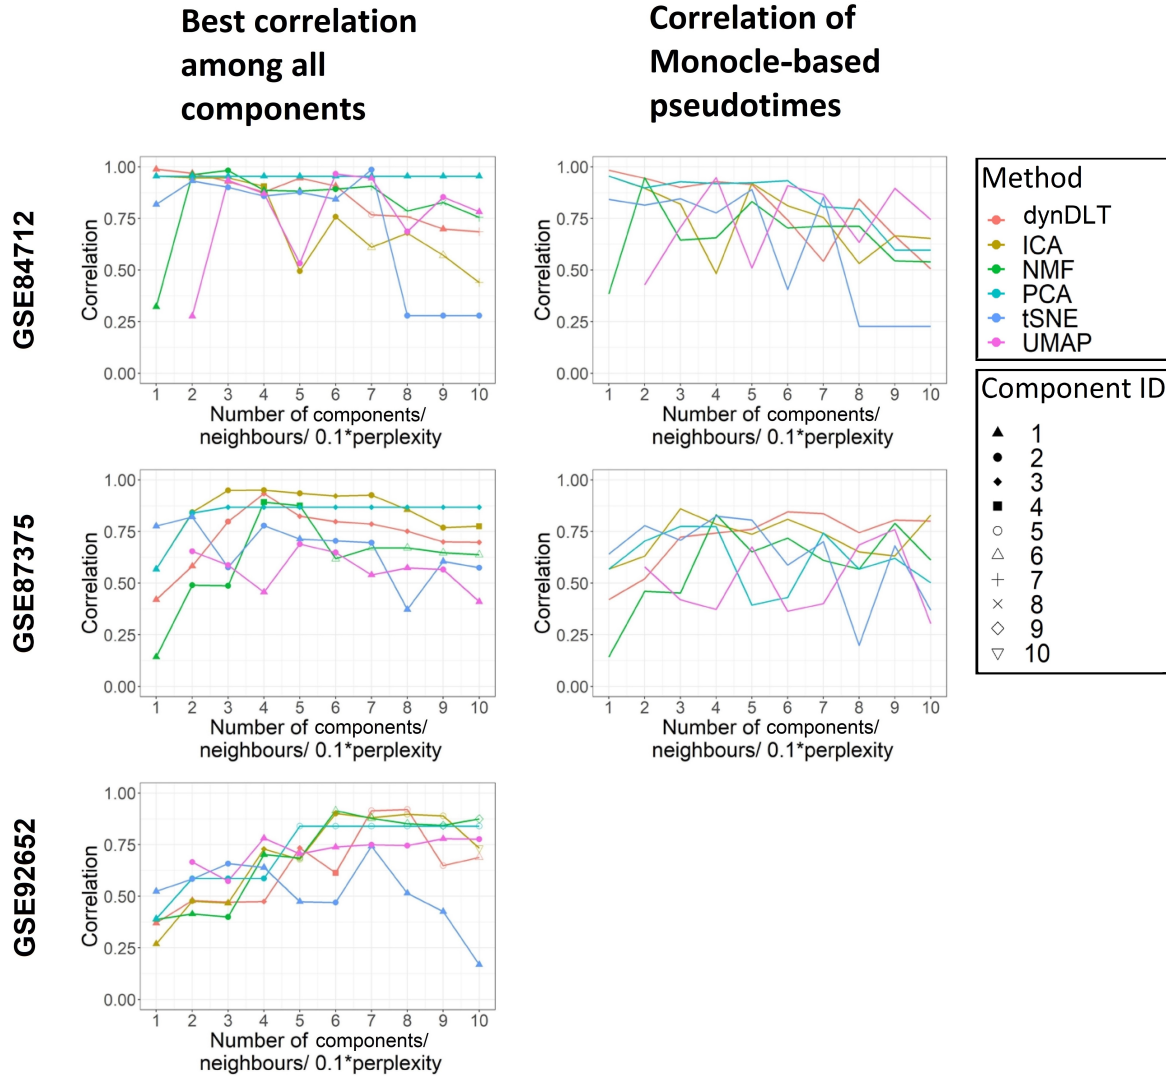 Best correlation
among all
components
Correlation of
Monocle-based
pseudotimes
GSE84712
Correlation
1.00
0.75
0.50
0.25
0.00
1 2 3 4 5 6 7 8 9 10
Number of components/
neighbours/ 0.1*perplexity
Correlation
1.00
0.75
0.50
0.25
0.00
1 2 3 4 5 6 7 8 9 10
Number of components/
neighbours/ 0.1*perplexity
Method
dynDLT
ICA
NMF
PCA
tSNE
UMAP
Component ID
1
2
3
4
5
6
7
8
9
10
GSE87375
Correlation
1.00
0.75
0.50
0.25
0.00
1 2 3 4 5 6 7 8 9 10
Number of components/
neighbours/ 0.1*perplexity
Correlation
1.00
0.75
0.50
0.25
0.00
1 2 3 4 5 6 7 8 9 10
Number of components/
neighbours/ 0.1*perplexity
GSE92652
Correlation
1.00
0.75
0.50
0.25
0.00
1 2 3 4 5 6 7 8 9 10
Number of components/
neighbours/ 0.1*perplexity